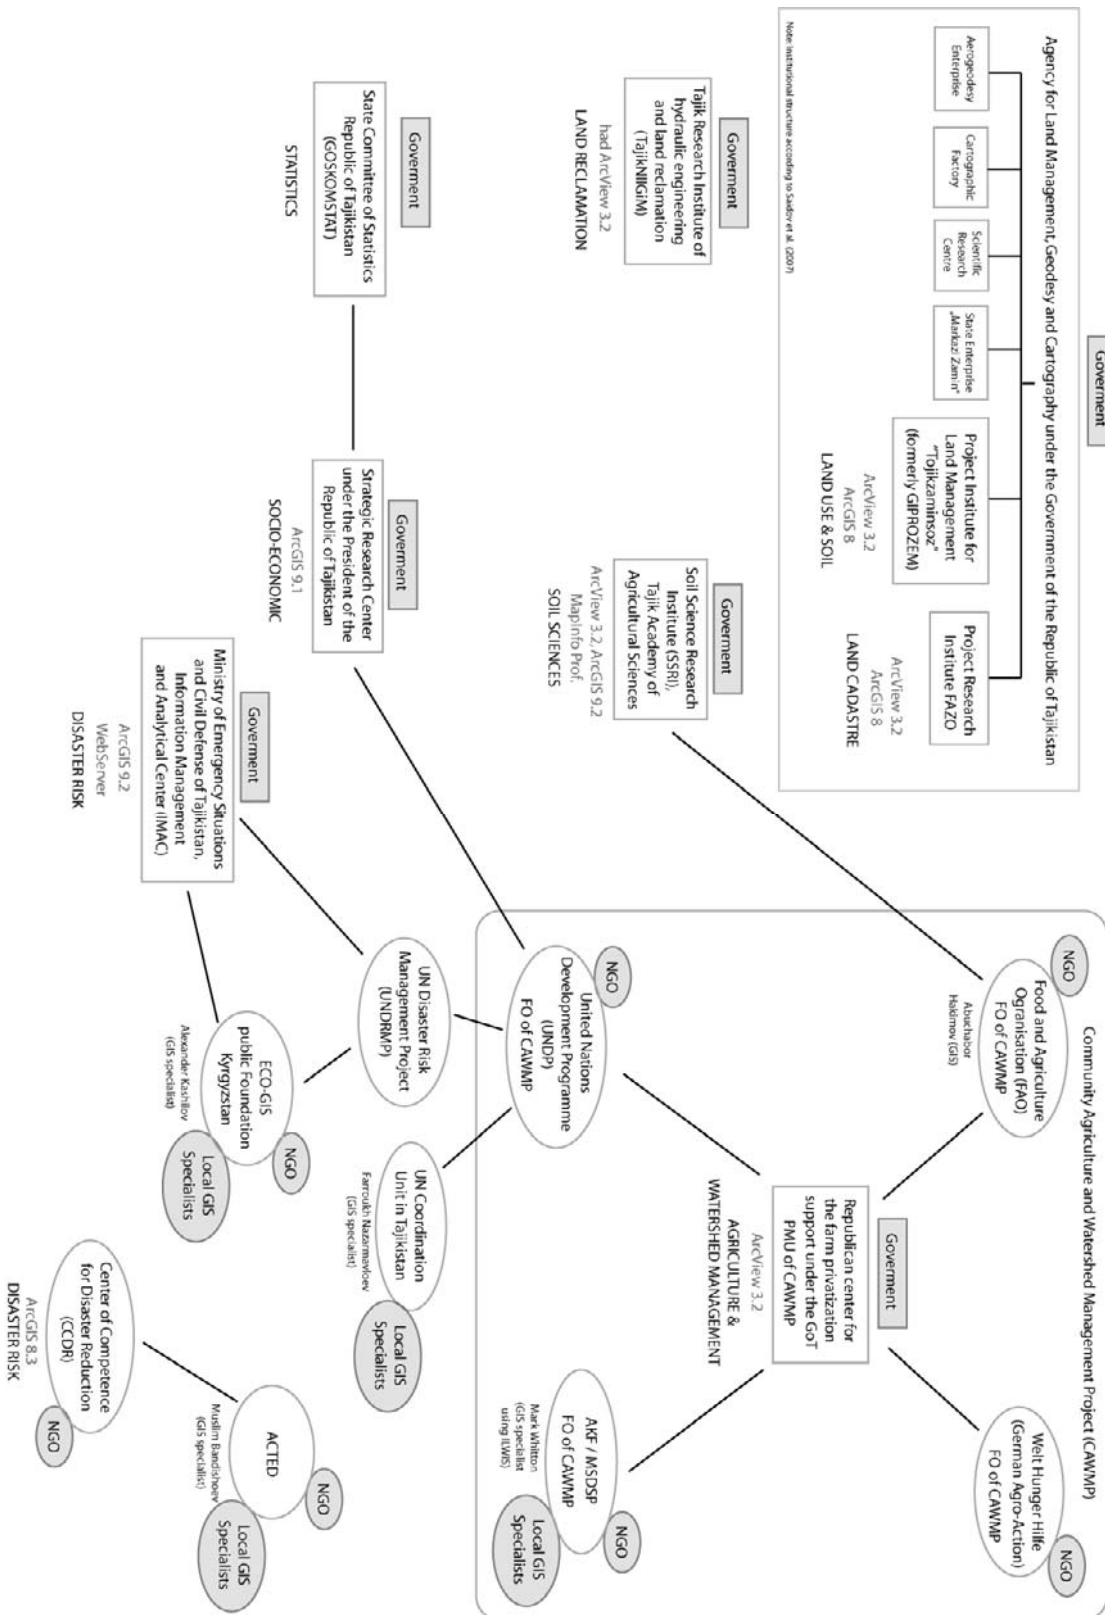 Goverment
Agency for Land Management, Geodesy and Cartography under the Government of the Republic of Tajikistan
Aerogeodesy
Enterprise
Cartographic
Factory
Scientific
Research
Centre
State Enterprise
„Markazi Zamin"
Project Institute for
Land Management
"Tojikzaminsoz"
(formerly GIPROZEM)
ArcView 3.2
ArcGIS 8
LAND USE & SOIL
Project Research
Institute FAZO
ArcView 3.2
ArcGIS 8
LAND CADASTRE
Note: Institutional structure according to Saidov et al. (2007)
Community Agriculture and Watershed Management Project (CAWMP)
NGO
Food and Agriculture
Ogranisation (FAO)
FO of CAWMP
Abuchabor
Hakimov (GIS)
Welt Hunger Hilfe
(German Agro-Action)
FO of CAWMP
NGO
Goverment
Republican center for
the farm privatization
support under the GoT
PMU of CAWMP
ArcView 3.2
AGRICULTURE &
WATERSHED MANAGEMENT
NGO
United Nations
Development Programme
(UNDP)
FO of CAWMP
AKF / MSDSP
FO of CAWMP
NGO
Mark Whitton
(GIS specialist
using ILWIS)
Local GIS
Specialists
Goverment
Tajik Research Institute of
hydraulic engineering
and land reclamation
(TajikNIIGiM)
had ArcView 3.2
LAND RECLAMATION
Goverment
Soil Science Research
Institute (SSRI),
Tajik Academy of
Agricultural Sciences
ArcView 3.2, ArcGIS 9.2
MapInfo Prof.
SOIL SCIENCES
Goverment
State Committee of Statistics
Republic of Tajikistan
(GOSKOMSTAT)
STATISTICS
Goverment
Strategic Research Center
under the President of the
Republic of Tajikistan
ArcGIS 9.1
SOCIO-ECONOMIC
UN Disaster Risk
Management Project
(UNDRMP)
UN Coordination
Unit in Tajikistan
Farroukh Nazarmavloev
(GIS specialist)
Local GIS
Specialists
Goverment
Ministry of Emergency Situations
and Civil Defense of Tajikistan,
Information Management
and Analytical Center (IMAC)
ArcGIS 9.2
WebServer
DISASTER RISK
ECO-GIS
public Foundation
Kyrgyzstan
NGO
Alexander Kashilov
(GIS specialist)
Local GIS
Specialists
ACTED
NGO
Muslim Bandishoev
(GIS specialist)
Local GIS
Specialists
Center of Competence
for Disaster Reduction
(CCDR)
NGO
ArcGIS 8.3
DISASTER RISK